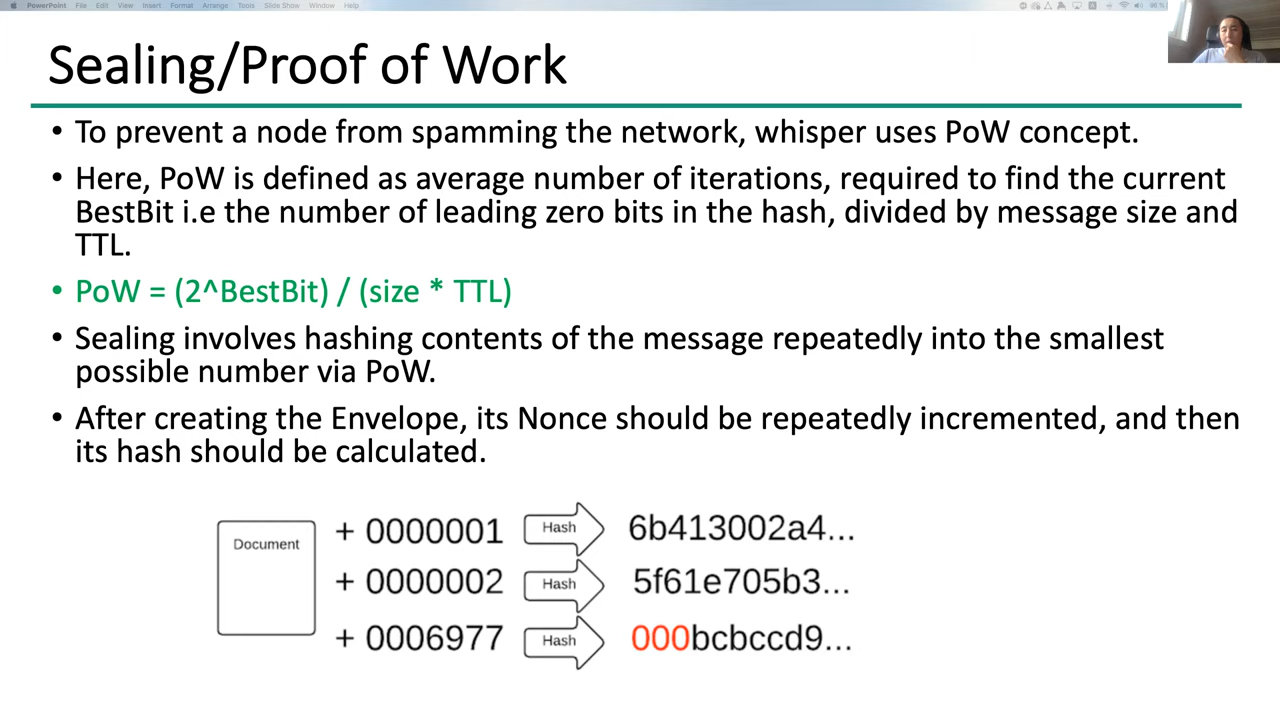 PowerPoint File Edit View Insert Format Arrange Tools Slide Show Window Help
Sealing/Proof of Work
• To prevent a node from spamming the network, whisper uses PoW concept.
• Here, PoW is defined as average number of iterations, required to find the current
BestBit i.e the number of leading zero bits in the hash, divided by message size and
TTL.
• PoW = (2^BestBit) / (size * TTL)
• Sealing involves hashing contents of the message repeatedly into the smallest
possible number via PoW.
• After creating the Envelope, its Nonce should be repeatedly incremented, and then
its hash should be calculated.
Document
+ 0000001 Hash 6b413002a4...
+ 0000002 Hash 5f61e705b3...
+ 0006977 Hash 000bcbccd9...